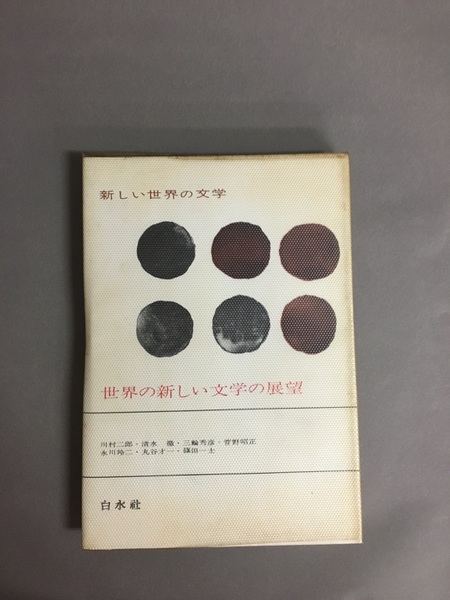 新しい世界の文学
世界の新しい文学の展望
川村二郎・清水 徹・三輪秀彦・菅野昭正
永川玲二・丸谷才一・篠田一士
白水社